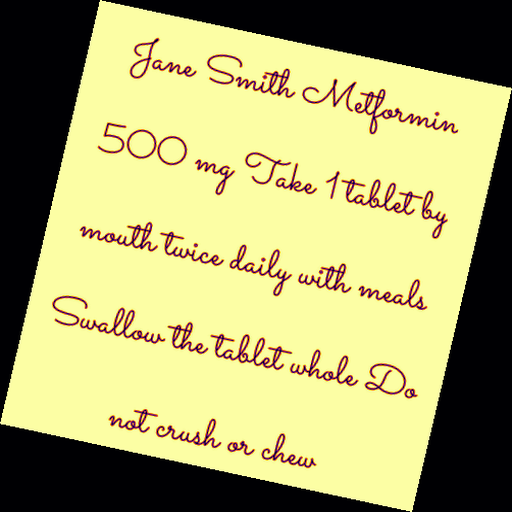 Jane Smith Metformin
500 mg Take 1 tablet by
mouth twice daily with meals
Swallow the tablet whole Do
not crush or chew